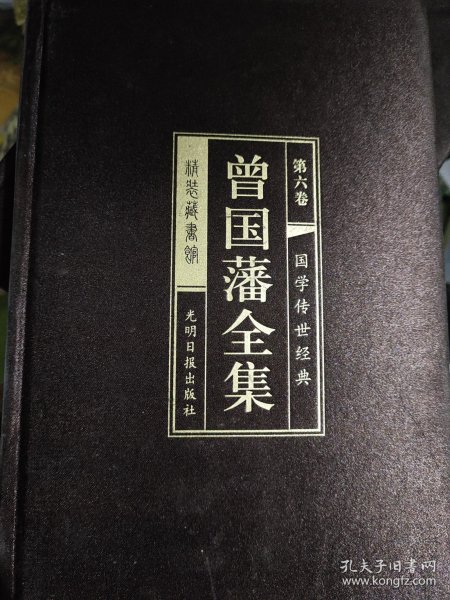 第六卷
国学传世经典
曾国藩全集
精装藏书馆
光明日报出版社
孔夫子旧书网
www.kongfz.com